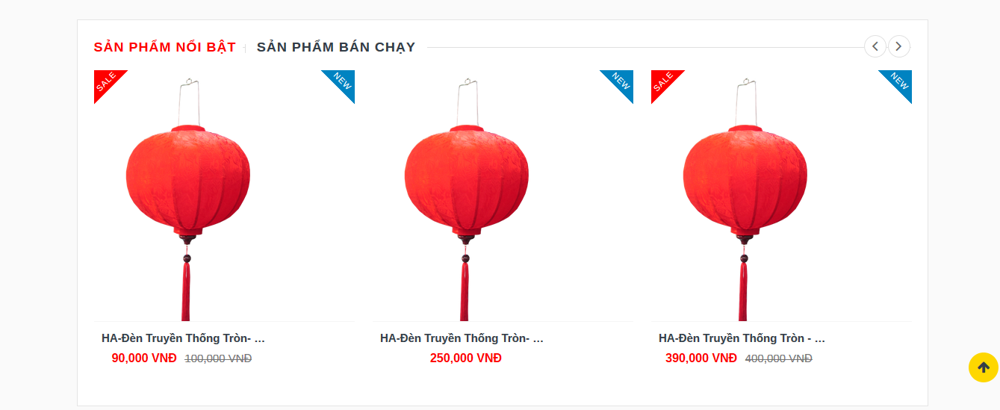 SẢN PHẨM NỔI BẬT SẢN PHẨM BÁN CHẠY
SALE NEW NEW SALE NEW
HA-Đèn Truyền Thống Tròn- … HA-Đèn Truyền Thống Tròn- … HA-Đèn Truyền Thống Tròn - …
90,000 VNĐ 100,000 VNĐ 250,000 VNĐ 390,000 VNĐ 400,000 VNĐ